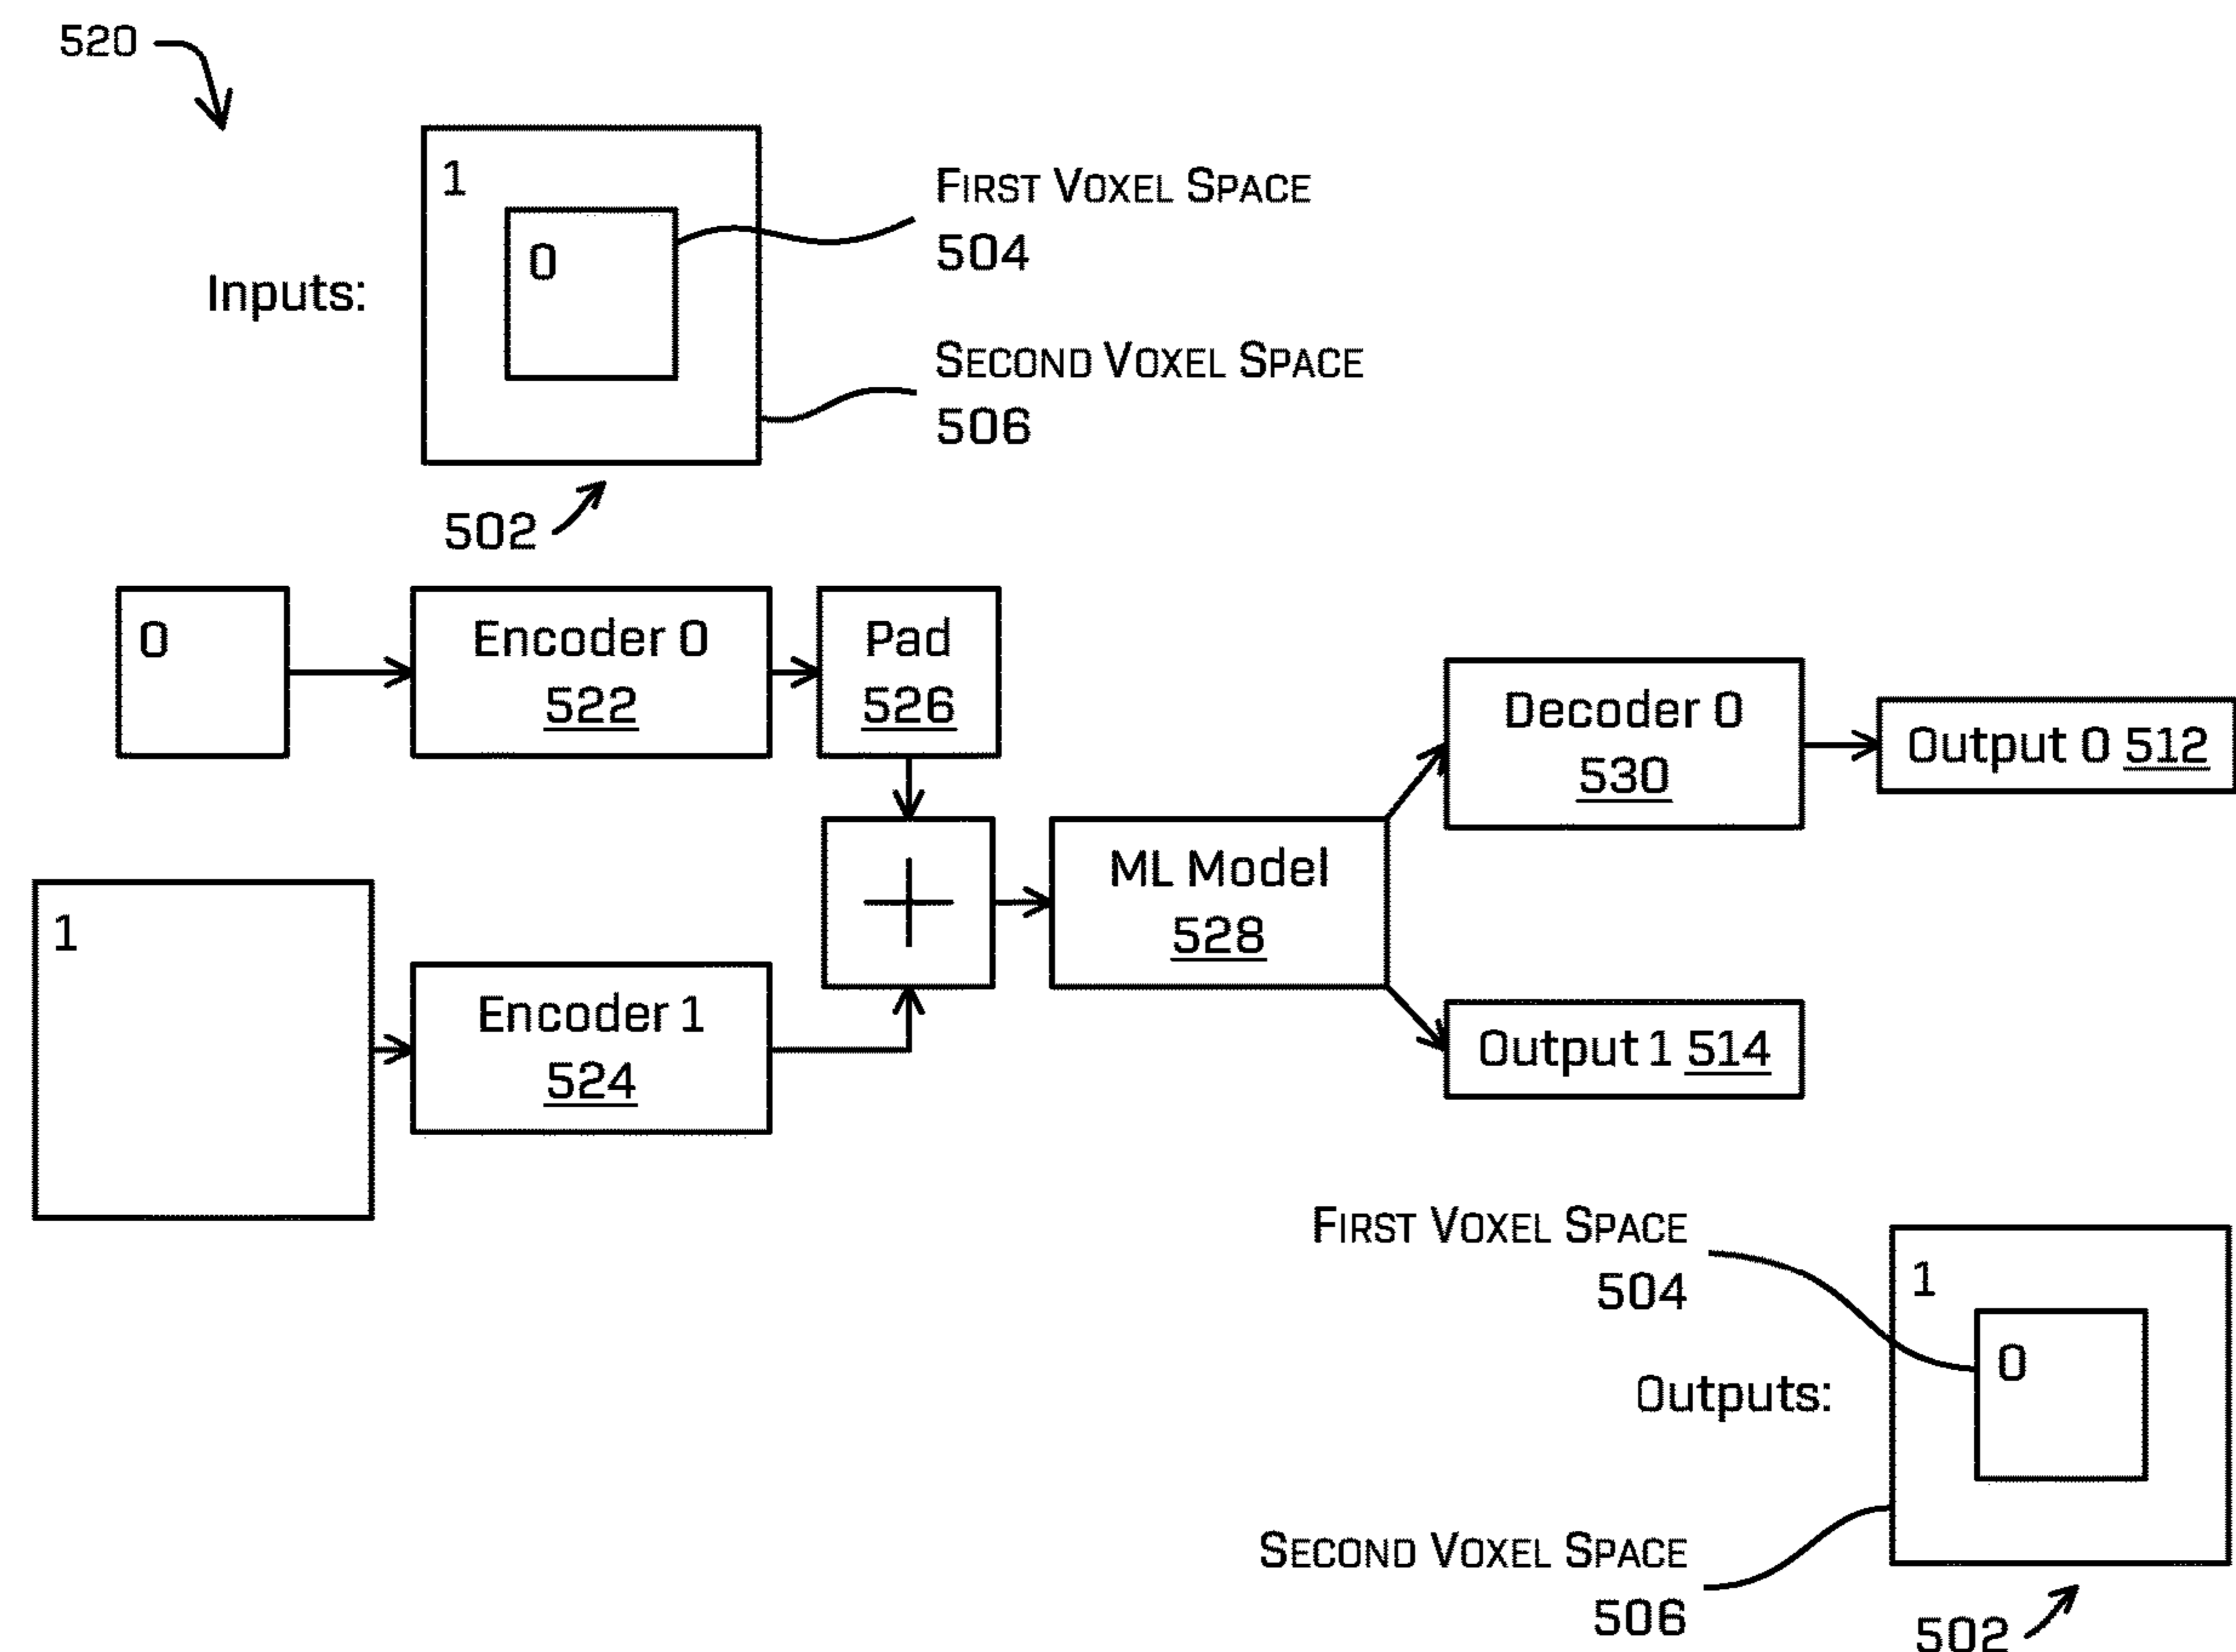 520
1
0
First Voxel Space
504
Inputs:
Second Voxel Space
506
502
0
Encoder 0
522
Pad
526
Decoder 0
530
Output 0 512
ML Model
528
1
Encoder 1
524
Output 1 514
First Voxel Space
504
1
0
Outputs:
Second Voxel Space
506
502